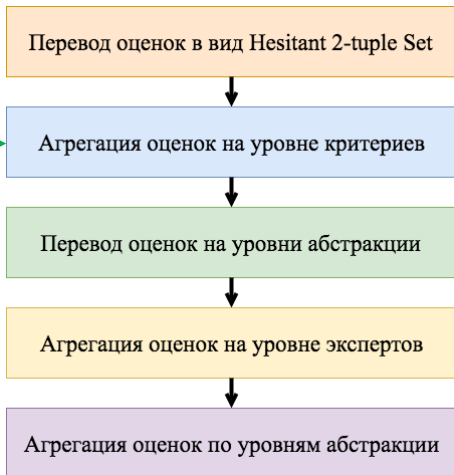 Перевод оценок в вид Hesitant 2-tuple Set
Агрегация оценок на уровне критериев
Перевод оценок на уровни абстракции
Агрегация оценок на уровне экспертов
Агрегация оценок по уровням абстракции